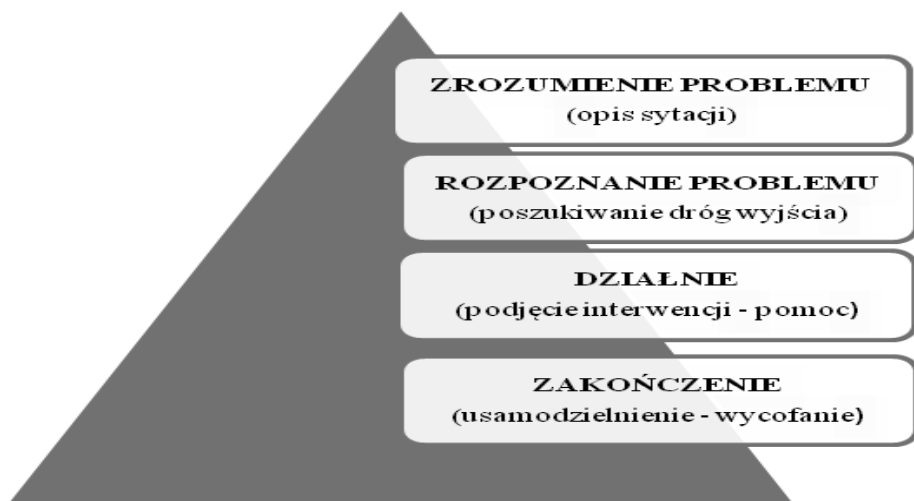 ZROZUMIENIE PROBLEMU
(opis sytacji)
ROZPOZNANIE PROBLEMU
(poszukiwanie dróg wyjścia)
DZIAŁNIE
(podjęcie interwencji - pomoc)
ZAKOŃCZENIE
(usamodzielnienie - wycofanie)